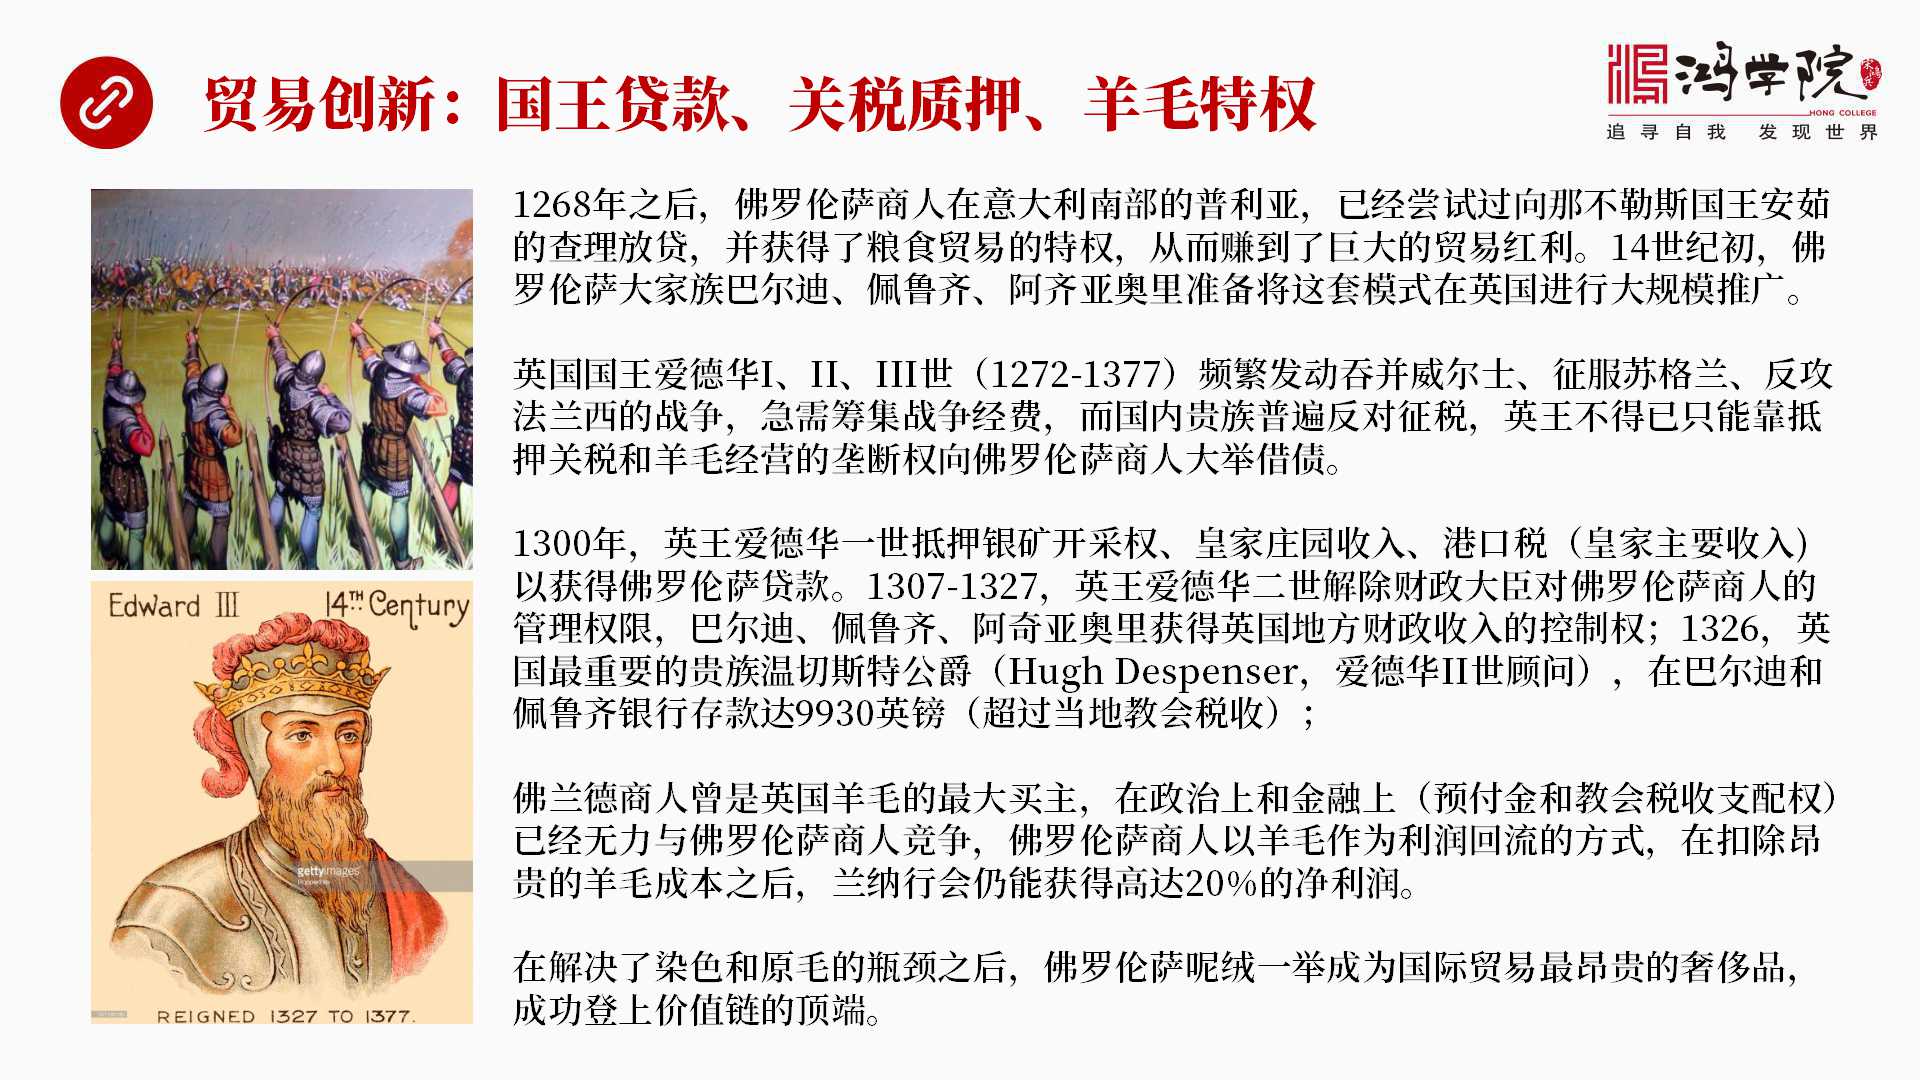 贸易创新：国王贷款、关税质押、羊毛特权
鸿学院
HONG COLLEGE
追寻自我 发现世界
1268年之后，佛罗伦萨商人在意大利南部的普利亚，已经尝试过向那不勒斯国王安茹
的查理放贷，并获得了粮食贸易的特权，从而赚到了巨大的贸易红利。14世纪初，佛
罗伦萨大家族巴尔迪、佩鲁齐、阿齐亚奥里准备将这套模式在英国进行大规模推广。
英国国王爱德华I、II、III世（1272-1377）频繁发动吞并威尔士、征服苏格兰、反攻
法兰西的战争，急需筹集战争经费，而国内贵族普遍反对征税，英王不得已只能靠抵
押关税和羊毛经营的垄断权向佛罗伦萨商人大举借债。
1300年，英王爱德华一世抵押银矿开采权、皇家庄园收入、港口税（皇家主要收入）
以获得佛罗伦萨贷款。1307-1327，英王爱德华二世解除财政大臣对佛罗伦萨商人的
管理权限，巴尔迪、佩鲁齐、阿奇亚奥里获得英国地方财政收入的控制权；1326，英
国最重要的贵族温切斯特公爵（Hugh Despenser，爱德华II世顾问），在巴尔迪和
佩鲁齐银行存款达9930英镑（超过当地教会税收）；
佛兰德商人曾是英国羊毛的最大买主，在政治上和金融上（预付金和教会税收支配权）
已经无力与佛罗伦萨商人竞争，佛罗伦萨商人以羊毛作为利润回流的方式，在扣除昂
贵的羊毛成本之后，兰纳行会仍能获得高达20%的净利润。
在解决了染色和原毛的瓶颈之后，佛罗伦萨呢绒一举成为国际贸易最昂贵的奢侈品，
成功登上价值链的顶端。
Edward III 14TH Century
gettyimages
REIGNED 1327 TO 1377.